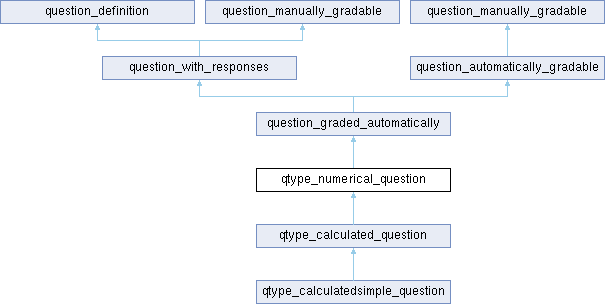 question_definition
question_manually_gradable
question_manually_gradable
question_with_responses
question_automatically_gradable
question_graded_automatically
qtype_numerical_question
qtype_calculated_question
qtype_calculatedsimple_question